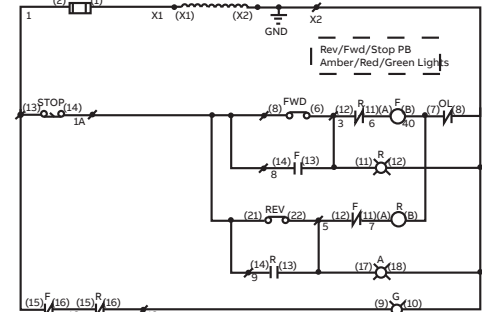 (2) (1)
1 X1 (X1) (X2) X2
GND
Rev/Fwd/Stop PB
Amber/Red/Green Lights
(13) STOP (14) (8) FWD (6) (12) R (11) (A) F (B) (7) OL (8)
1A 3 6 40
(14) F (13) (11) R (12)
8
(21) REV (22) (12) F (11) (A) R (B)
5 7
(14) R (13) (17) A (18)
9
(15) F (16) (15) R (16) (9) G (10)